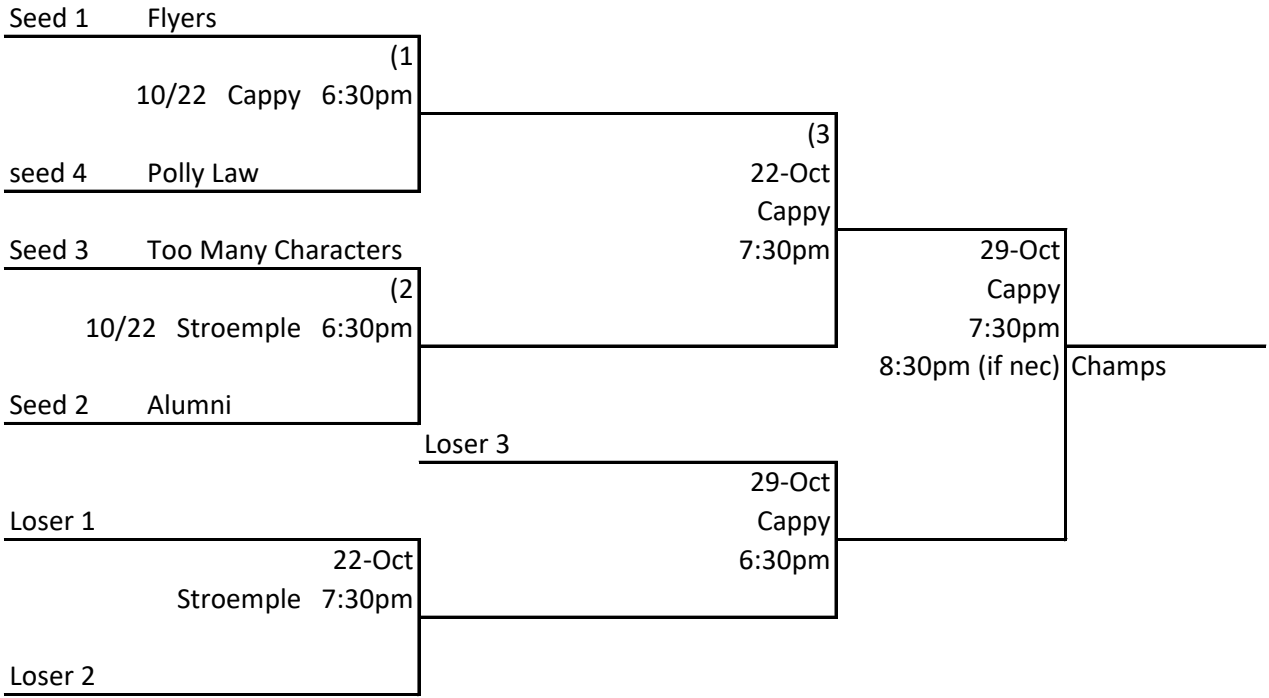 Seed 1 Flyers
(1
10/22 Cappy 6:30pm
(3
seed 4 Polly Law
22-Oct
Cappy
Seed 3 Too Many Characters
7:30pm
29-Oct
(2
Cappy
10/22 Stroemple 6:30pm
7:30pm
8:30pm (if nec)
Champs
Seed 2 Alumni
Loser 3
29-Oct
Loser 1
Cappy
22-Oct
6:30pm
Stroemple 7:30pm
Loser 2